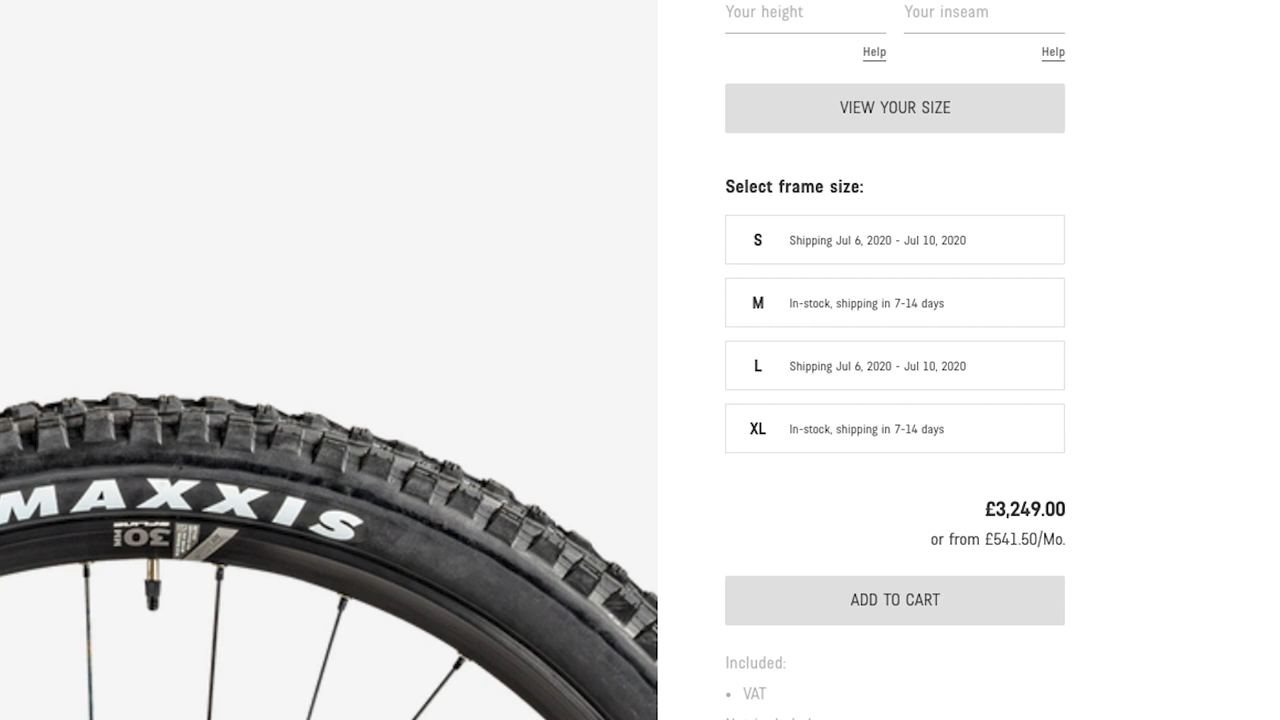 Your height Your inseam
Help Help
VIEW YOUR SIZE
Select frame size:
S Shipping Jul 6, 2020 - Jul 10, 2020
M In-stock, shipping in 7-14 days
L Shipping Jul 6, 2020 - Jul 10, 2020
XL In-stock, shipping in 7-14 days
MAXXIS
30
£3,249.00
or from £541.50/Mo.
ADD TO CART
Included:
• VAT